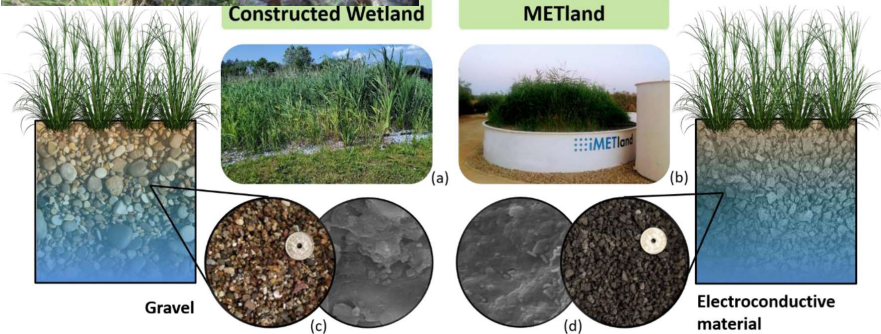 Constructed Wetland
METland
iMETland
(a)
(b)
Gravel
(c)
(d)
Electroconductive
material